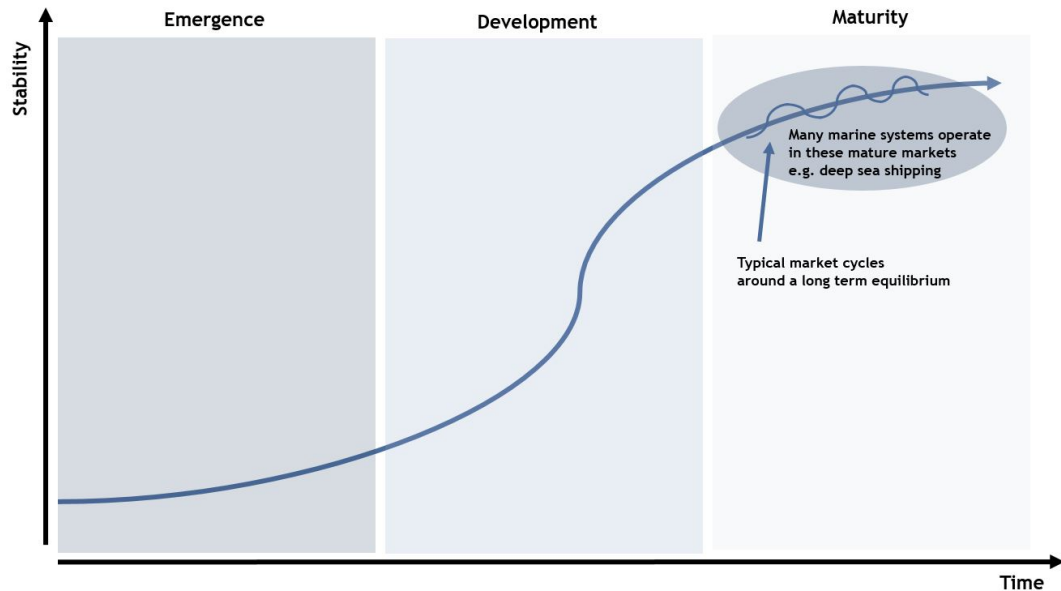 Emergence
Development
Maturity
Stability
Many marine systems operate
in these mature markets
e.g. deep sea shipping
Typical market cycles
around a long term equilibrium
Time